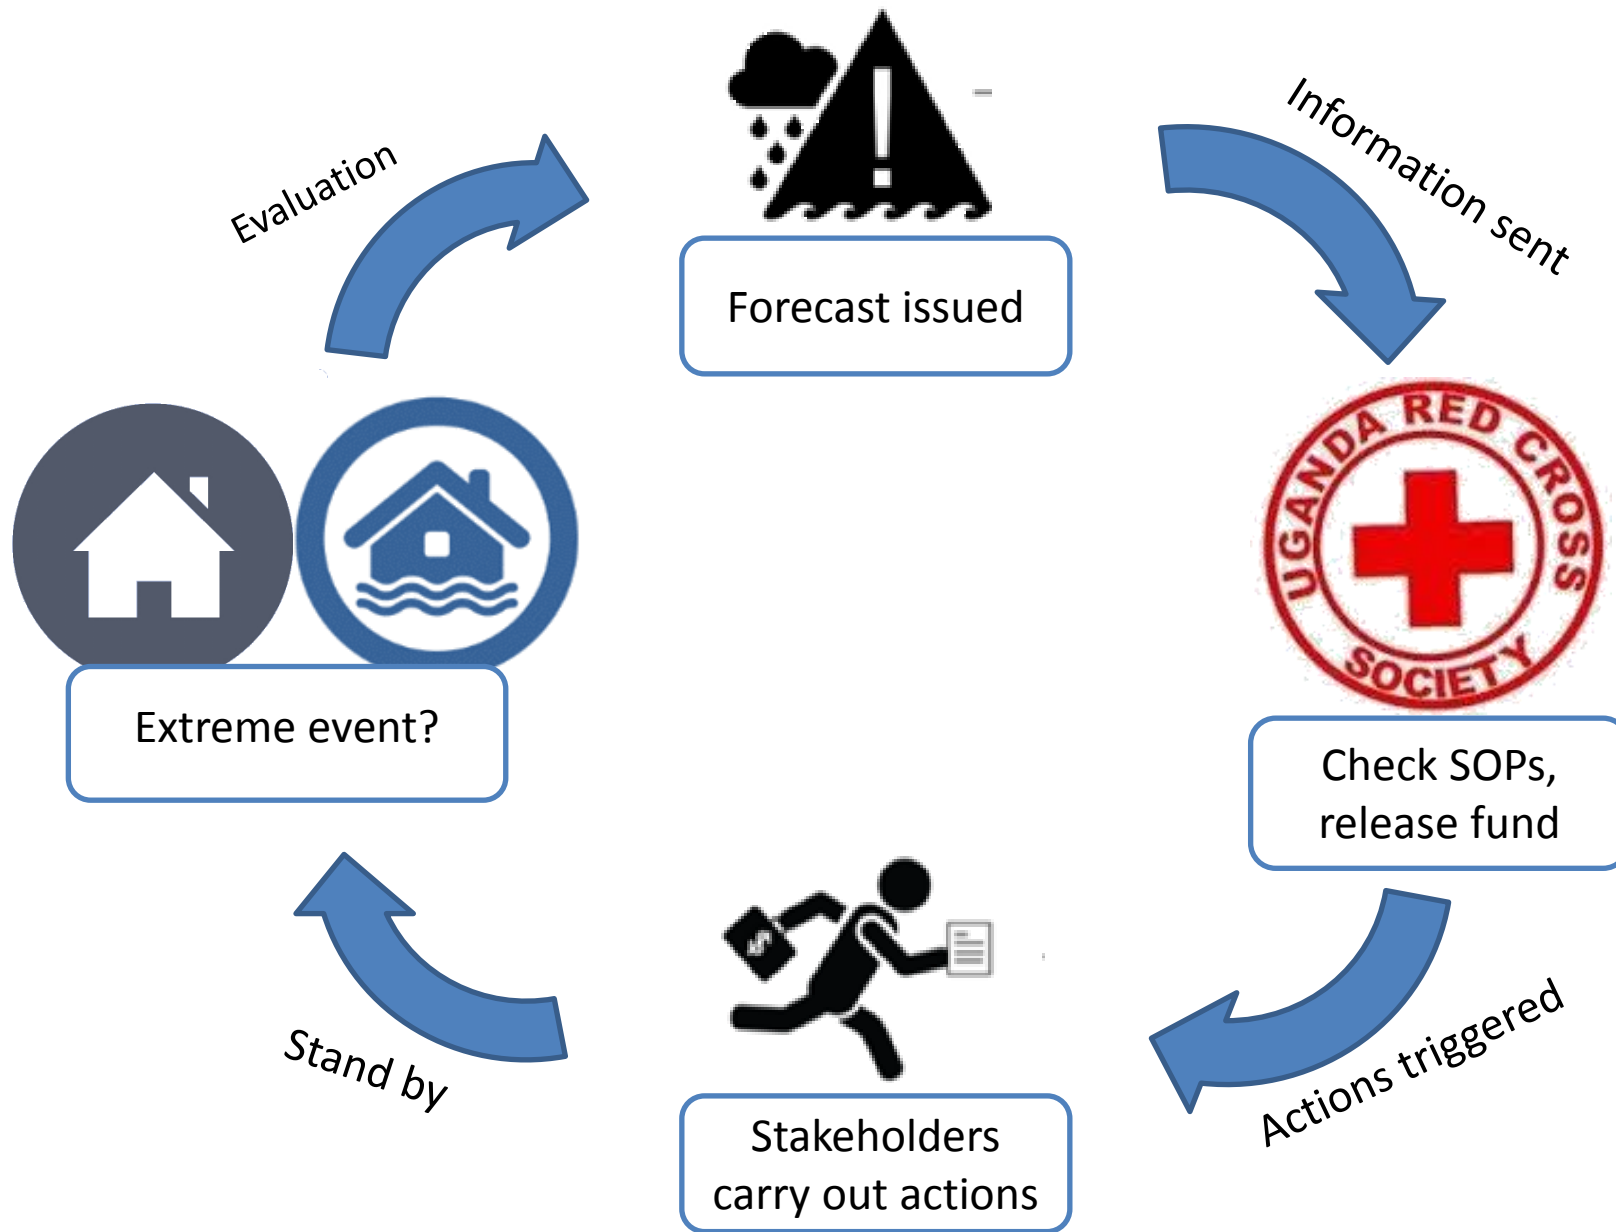 Forecast issued
Information sent
UGANDA RED CROSS
SOCIETY
Check SOPs,
release fund
Actions triggered
$
Stakeholders
carry out actions
Stand by
Extreme event?
Evaluation
!